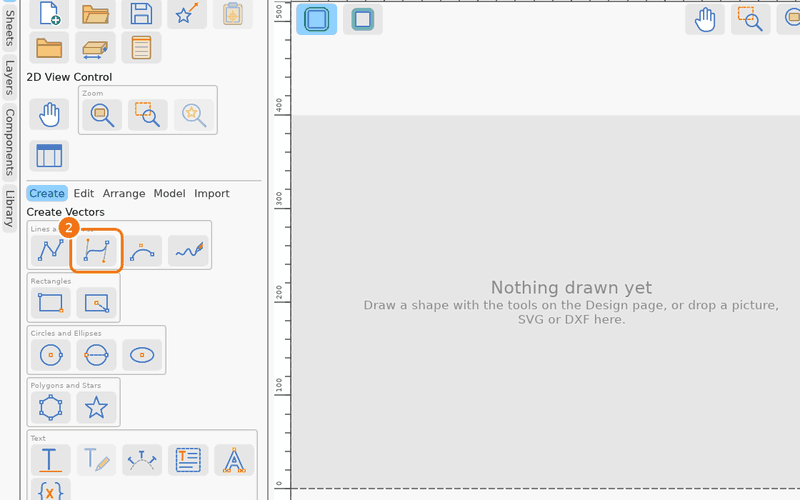 Sheets
Layers
Components
Library
2D View Control
Zoom
Create Edit Arrange Model Import
Create Vectors
2
Lines a
Rectangles
Circles and Ellipses
Polygons and Stars
Text
500
400
300
200
100
0
Nothing drawn yet
Draw a shape with the tools on the Design page, or drop a picture,
SVG or DXF here.